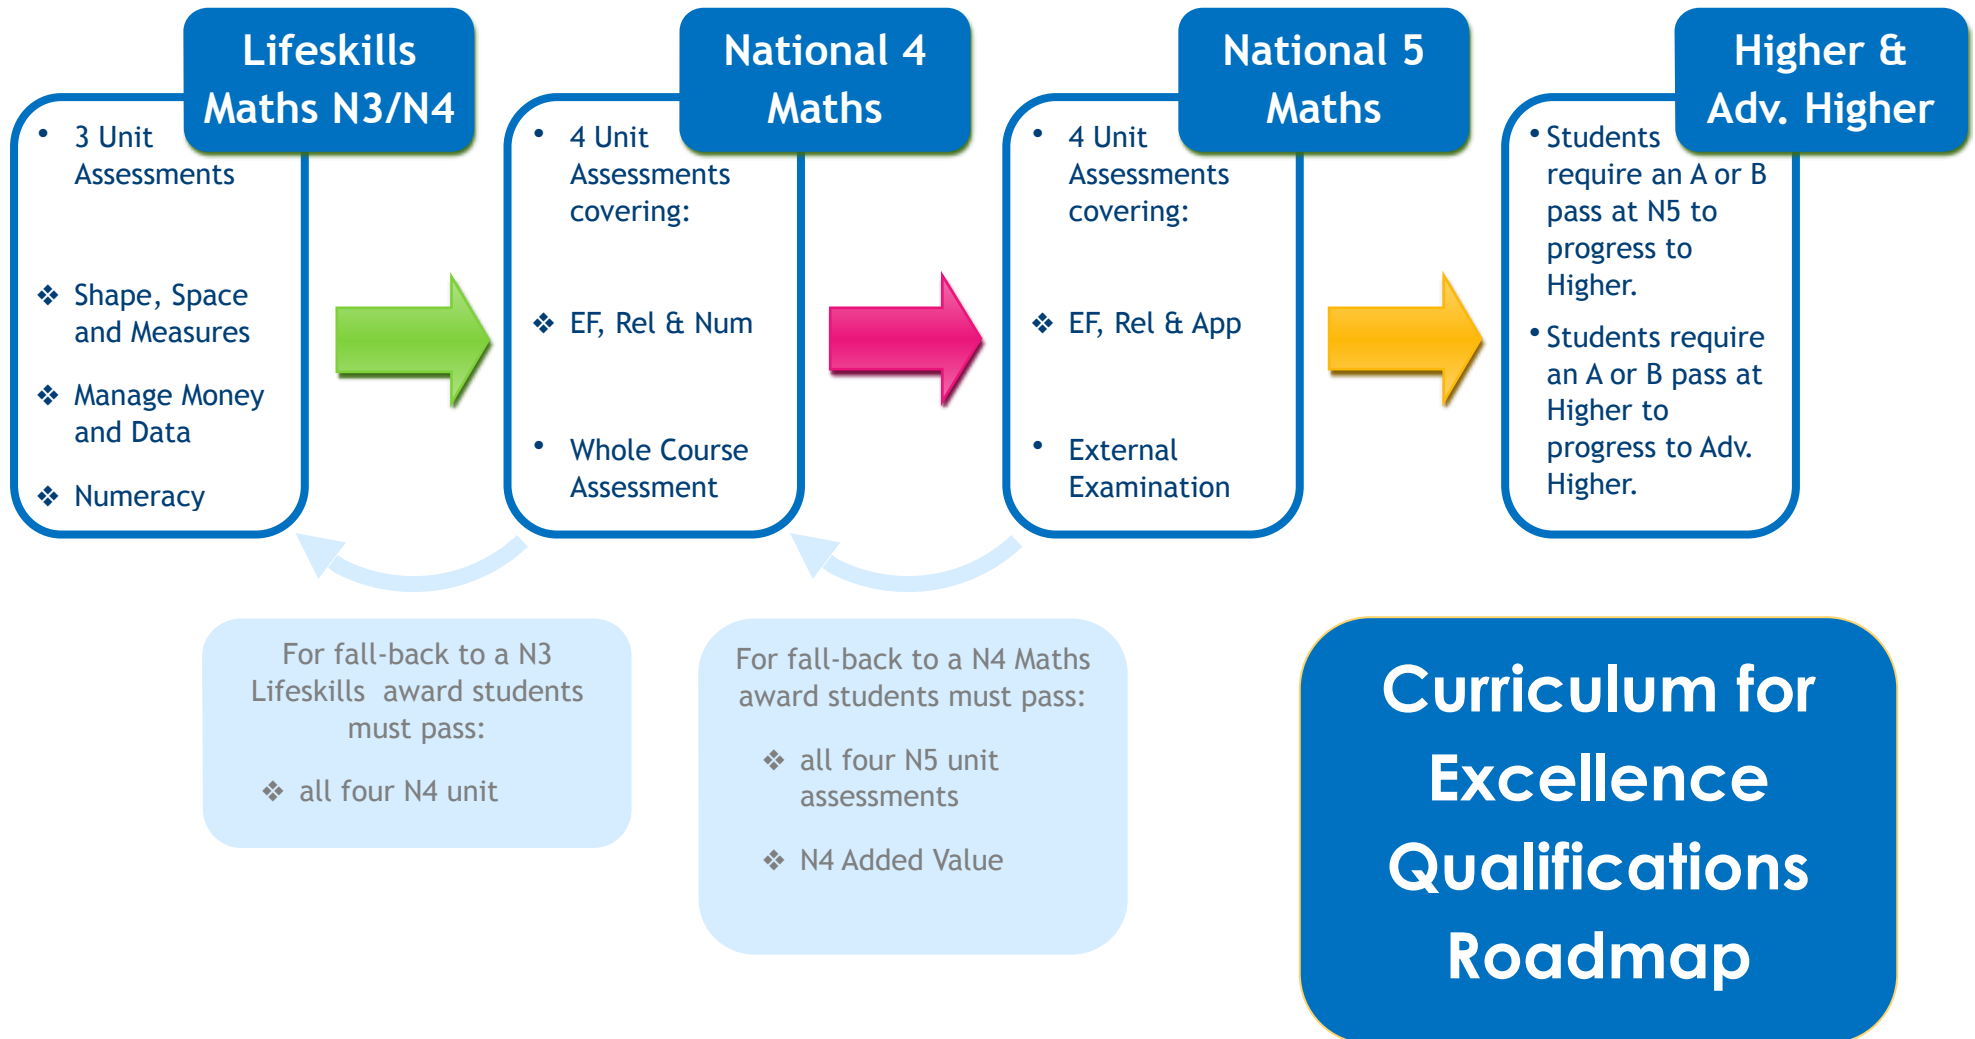 Lifeskills
Maths N3/N4
• 3 Unit
Assessments
❖ Shape, Space
and Measures
❖ Manage Money
and Data
❖ Numeracy
National 4
Maths
• 4 Unit
Assessments
covering:
❖ EF, Rel & Num
• Whole Course
Assessment
National 5
Maths
• 4 Unit
Assessments
covering:
❖ EF, Rel & App
• External
Examination
Higher &
Adv. Higher
• Students
require an A or B
pass at N5 to
progress to
Higher.
• Students require
an A or B pass at
Higher to
progress to Adv.
Higher.
For fall-back to a N3
Lifeskills award students
must pass:
❖ all four N4 unit
For fall-back to a N4 Maths
award students must pass:
❖ all four N5 unit
assessments
❖ N4 Added Value
Curriculum for
Excellence
Qualifications
Roadmap